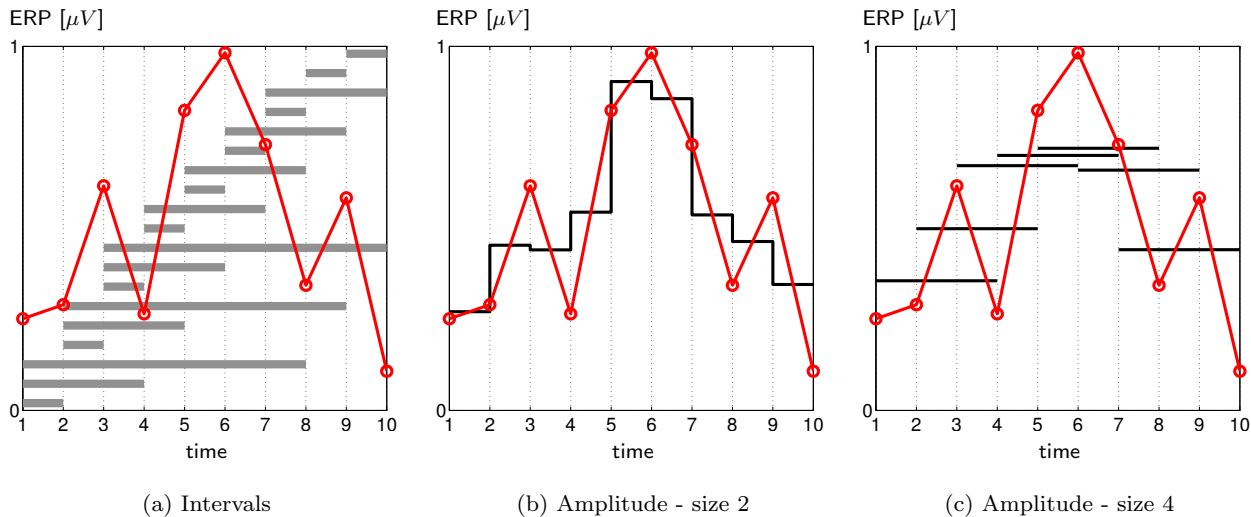 ERP [μV]
ERP [μV]
ERP [μV]
1
0
1 2 3 4 5 6 7 8 9 10
time
1
0
1 2 3 4 5 6 7 8 9 10
time
1
0
1 2 3 4 5 6 7 8 9 10
time
(a) Intervals
(b) Amplitude - size 2
(c) Amplitude - size 4